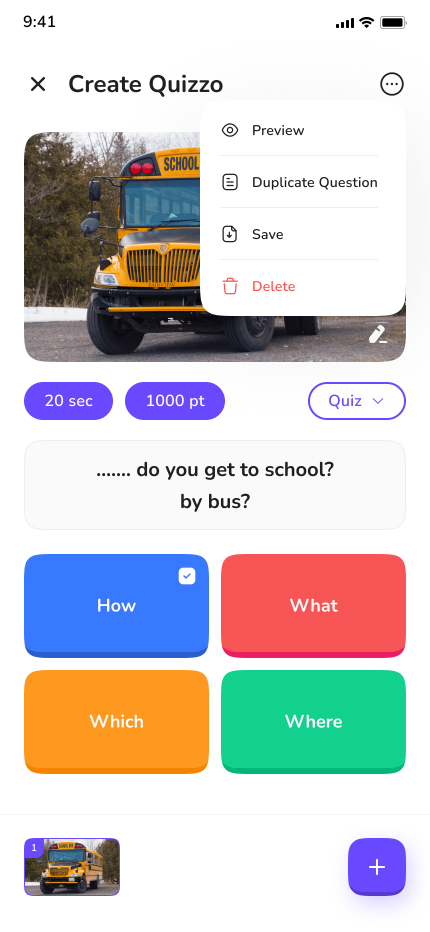 9:41
Create Quizzo
Preview
Duplicate Question
Save
Delete
SCHOOL
20 sec
1000 pt
Quiz
....... do you get to school?
by bus?
How
What
Which
Where
1